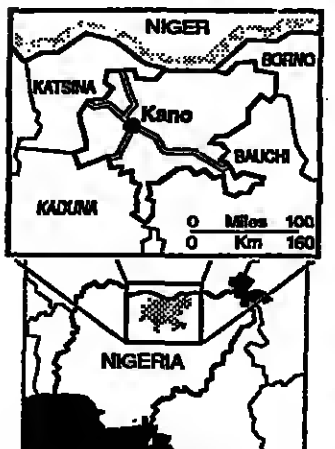 NIGER
BORNO
KATSINA
Kano
BAUCHI
KADUNA
0 Miles 100
0 Km 160
NIGERIA